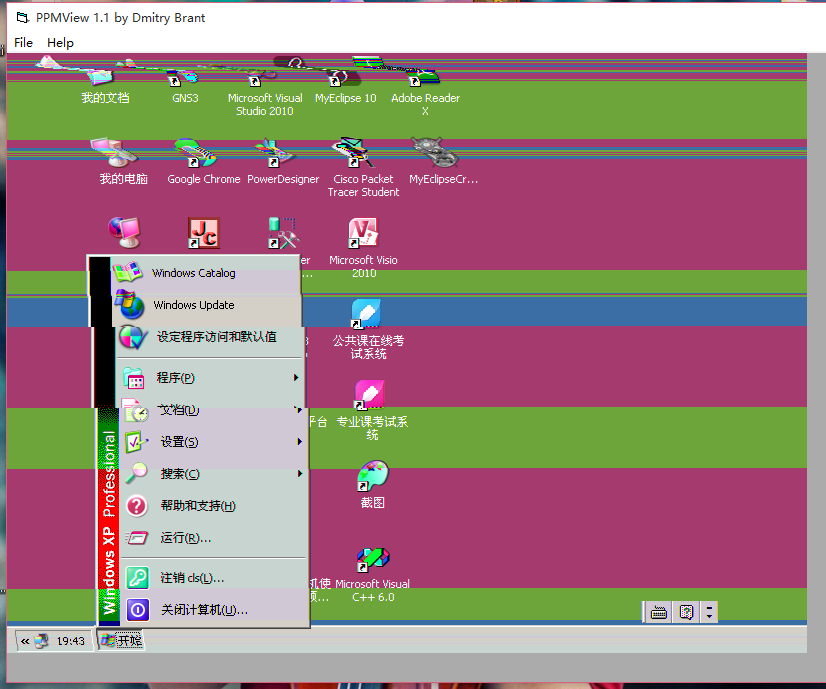 PPMView 1.1 by Dmitry Brant
File Help
我的文档
GNS3
Microsoft Visual
Studio 2010
MyEclipse 10
Adobe Reader
X
我的电脑
Google Chrome
PowerDesigner
Cisco Packet
Tracer Student
MyEclipseCr...
er
...
Microsoft Visio
2010
Windows Catalog
Windows Update
设定程序访问和默认值
程序(P)
文档(D)
设置(S)
搜索(C)
帮助和支持(H)
运行(R)...
注销 cls(L)...
关闭计算机(U)...
Windows XP Professional
公共课在线考
试系统
平台
专业课考试系
统
截图
机使
...
Microsoft Visual
C++ 6.0
« 19:43 开始